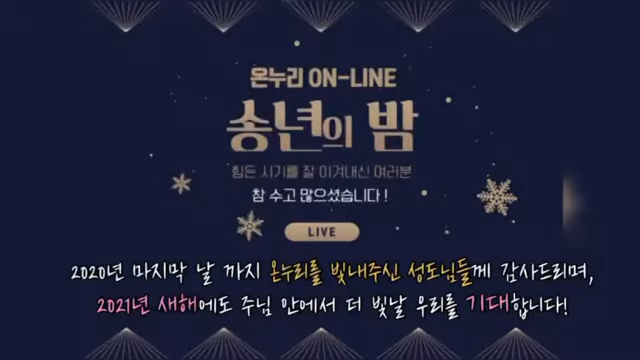 온누리 ON-LINE
송년의 밤
힘든 시기를 잘 이겨내신 여러분
참 수고 많으셨습니다 !
LIVE
2020년 마지막 날 까지 온누리를 빛내주신 성도님들께 감사드리며,
2021년 새해에도 주님 안에서 더 빛날 우리를 기대합니다!